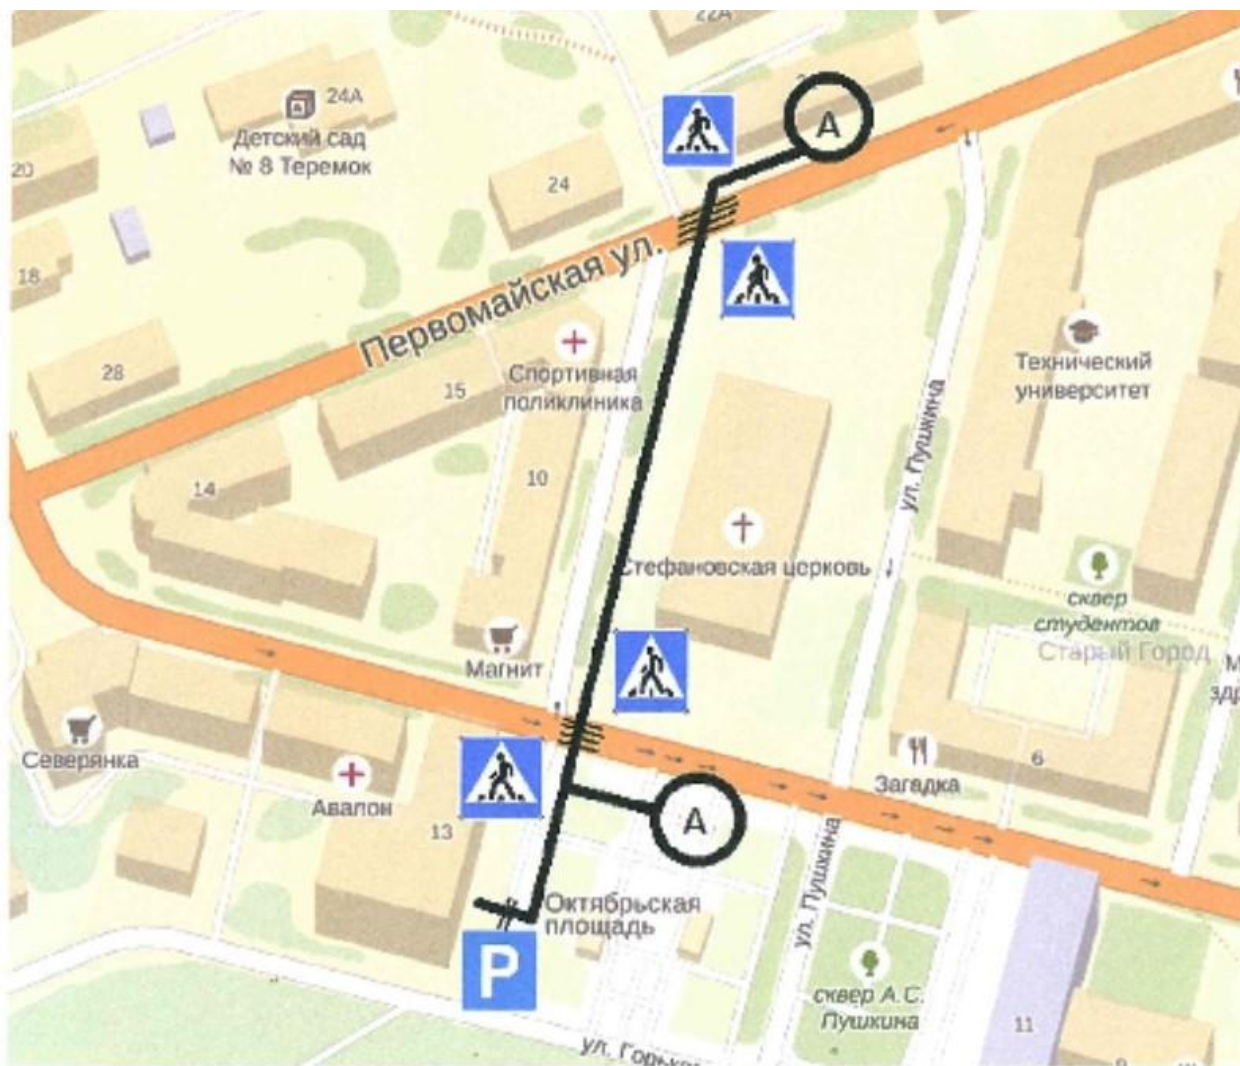 22А
24А
А
Детский сад
№ 8 Теремок
20
24
18
Первомайская ул.
28
15
Спортивная
поликлиника
Технический
университет
ул. Пушкина
10
14
Стефановская церковь
сквер
студентов
Старый Город
Магнит
Северянка
Авалон
Загадка
6
А
13
Октябрьская
площадь
ул. Пушкина
P
сквер А.С.
Пушкина
11